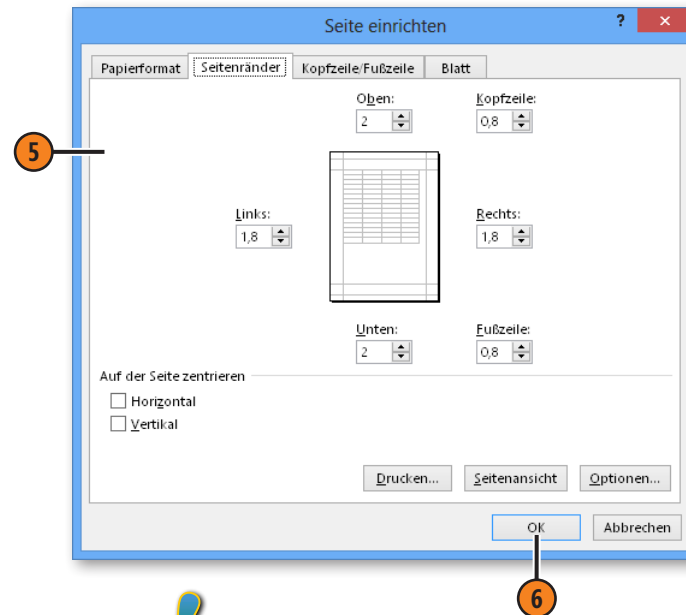 Seite einrichten
? ×
Papierformat Seitenränder Kopfzeile/Fußzeile Blatt
Oben: Kopfzeile:
2 0,8
5
Links: Rechts:
1,8 1,8
Unten: Fußzeile:
2 0,8
Auf der Seite zentrieren
Horizontal
Vertikal
Drucken... Seitenansicht Optionen...
OK Abbrechen
6